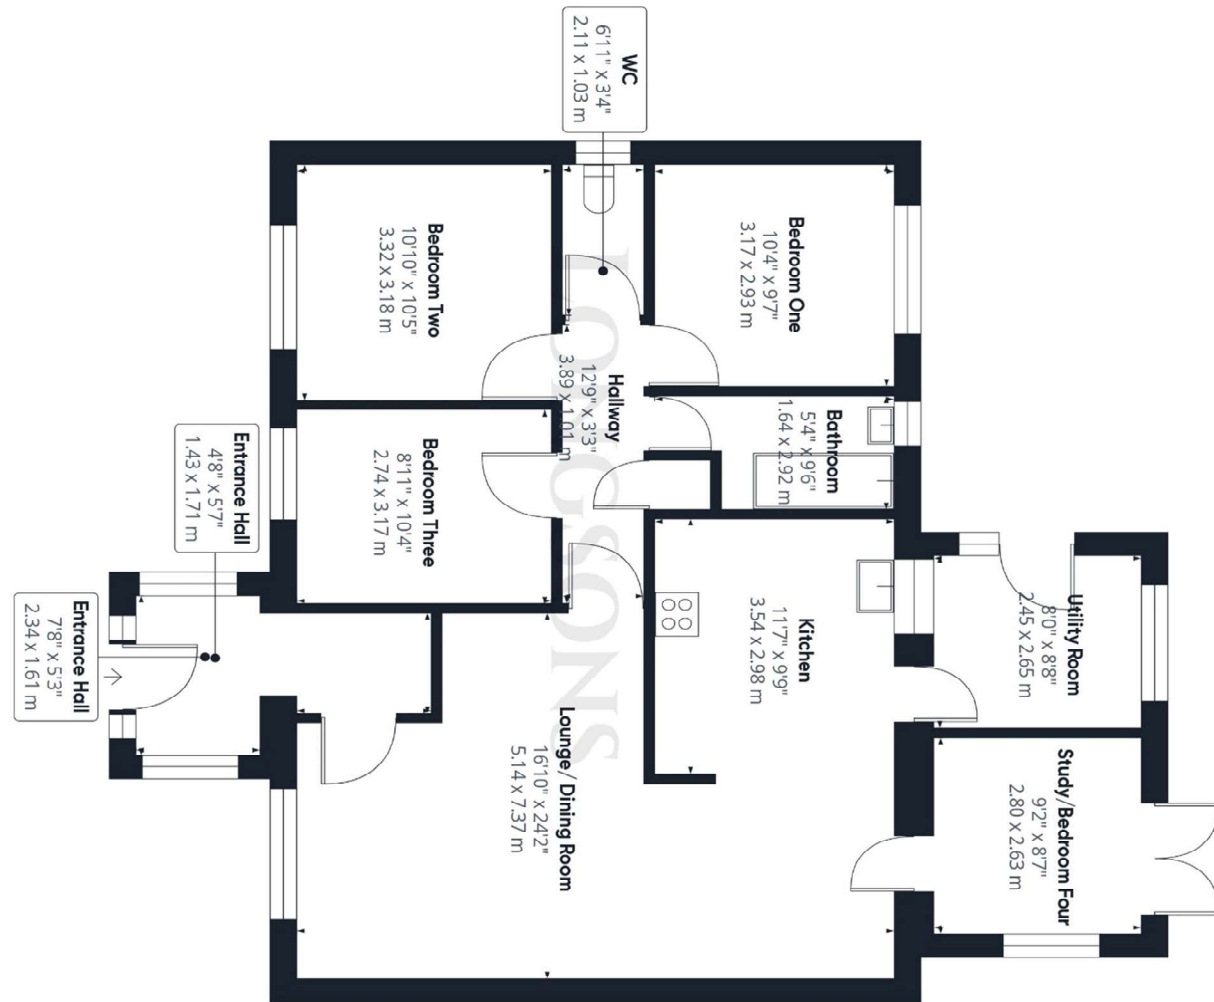 Utility Room
8'0" x 8'8"
2.45 x 2.65 m
Study/Bedroom Four
9'2" x 8'7"
2.80 x 2.63 m
Bedroom One
10'4" x 9'7"
3.17 x 2.93 m
Bathroom
5'4" x 9'6"
1.64 x 2.92 m
Kitchen
11'7" x 9'9"
3.54 x 2.98 m
WC
6'11" x 3'4"
2.11 x 1.03 m
Hallway
12'9" x 3'3"
3.89 x 1.01 m
LONGSONS
Lounge/ Dining Room
16'10" x 24'2"
5.14 x 7.37 m
Bedroom Two
10'10" x 10'5"
3.32 x 3.18 m
Bedroom Three
8'11" x 10'4"
2.74 x 3.17 m
Entrance Hall
4'8" x 5'7"
1.43 x 1.71 m
Entrance Hall
7'8" x 5'3"
2.34 x 1.61 m